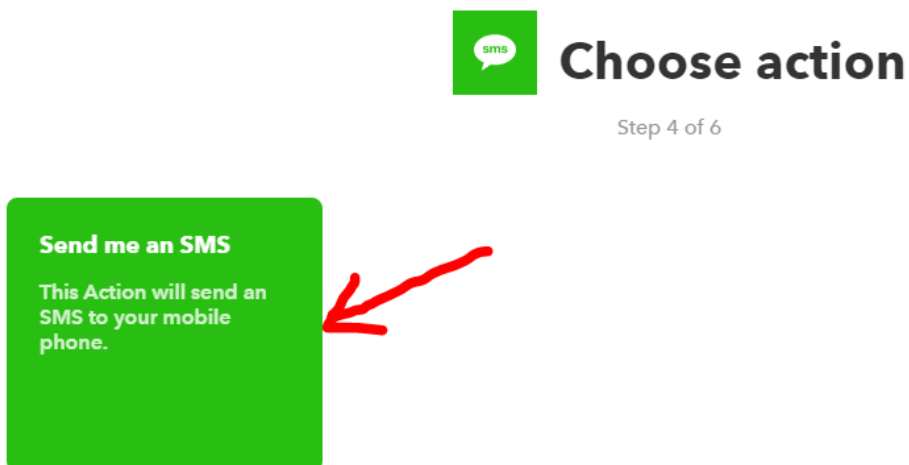 sms
Choose action
Step 4 of 6
Send me an SMS
This Action will send an
SMS to your mobile
phone.